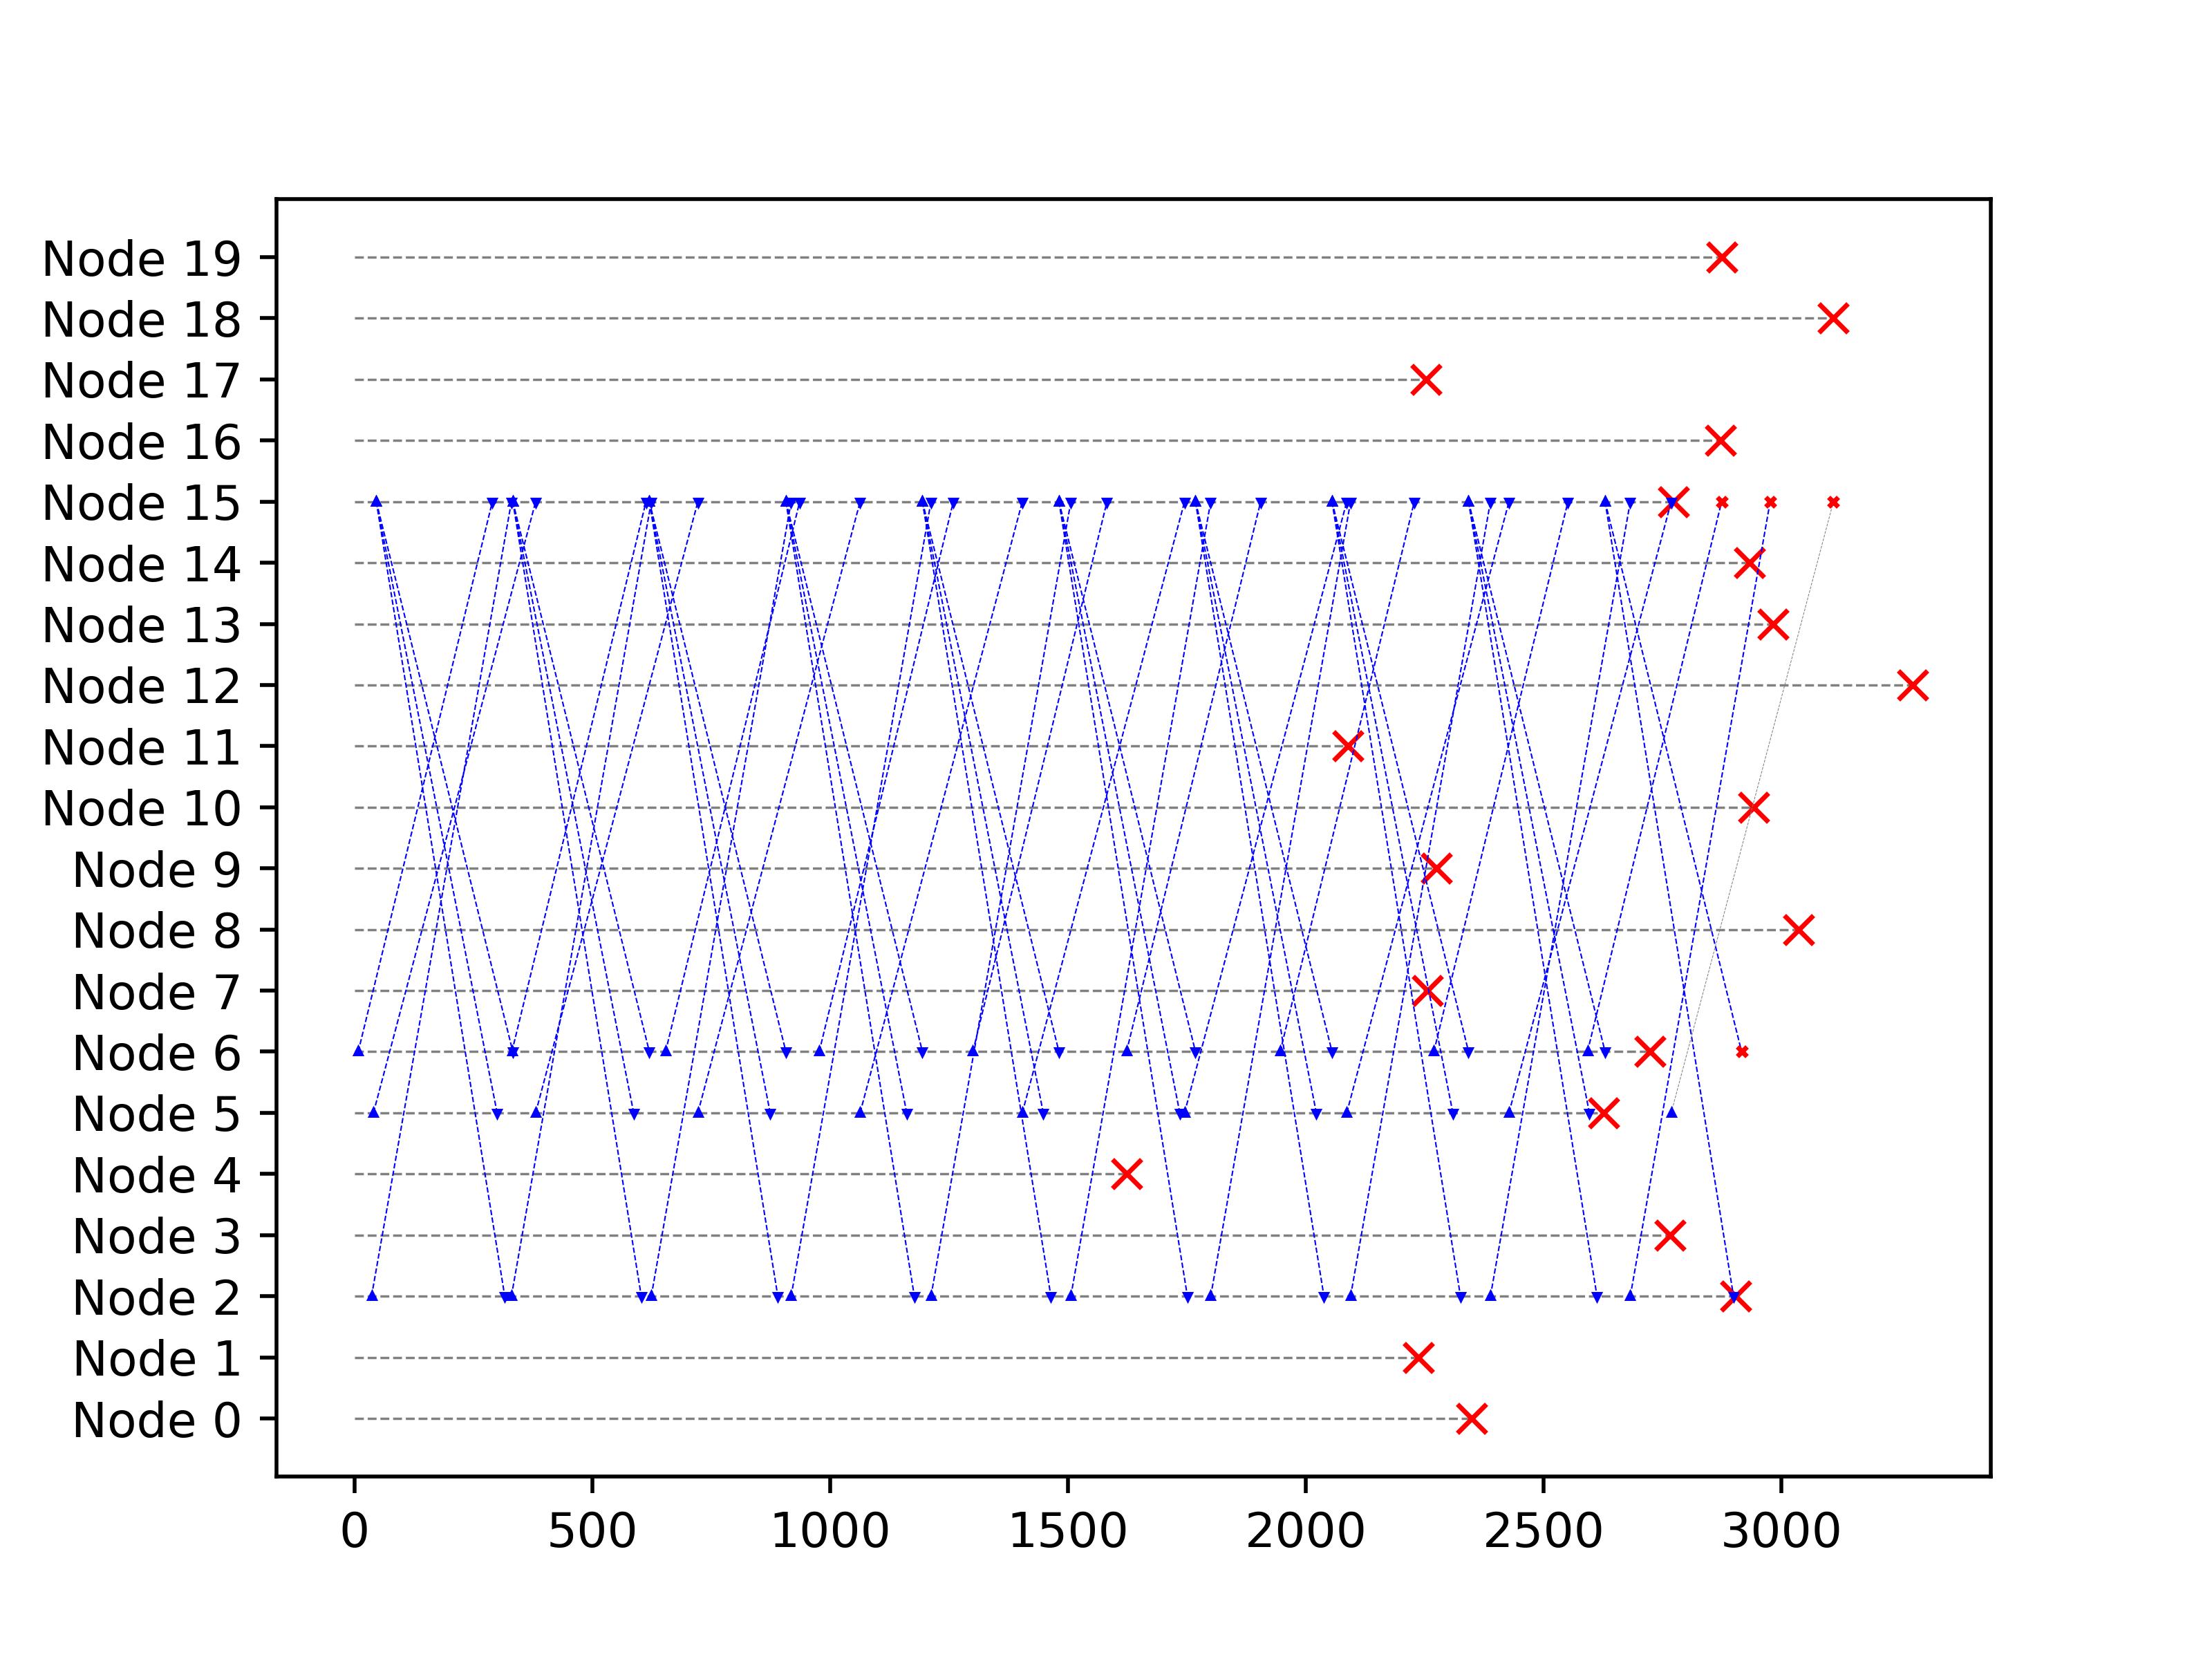 Node 19
Node 18
Node 17
Node 16
Node 15
Node 14
Node 13
Node 12
Node 11
Node 10
Node 9
Node 8
Node 7
Node 6
Node 5
Node 4
Node 3
Node 2
Node 1
Node 0
0 500 1000 1500 2000 2500 3000